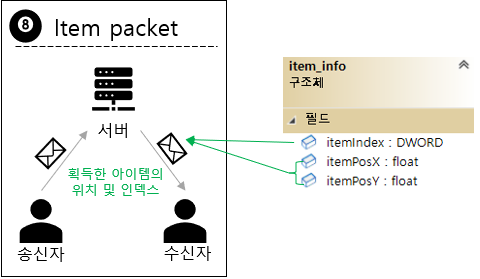 8 Item packet
서버
획득한 아이템의
위치 및 인덱스
송신자
수신자
item_info
구조체
필드
itemIndex : DWORD
itemPosX : float
itemPosY : float